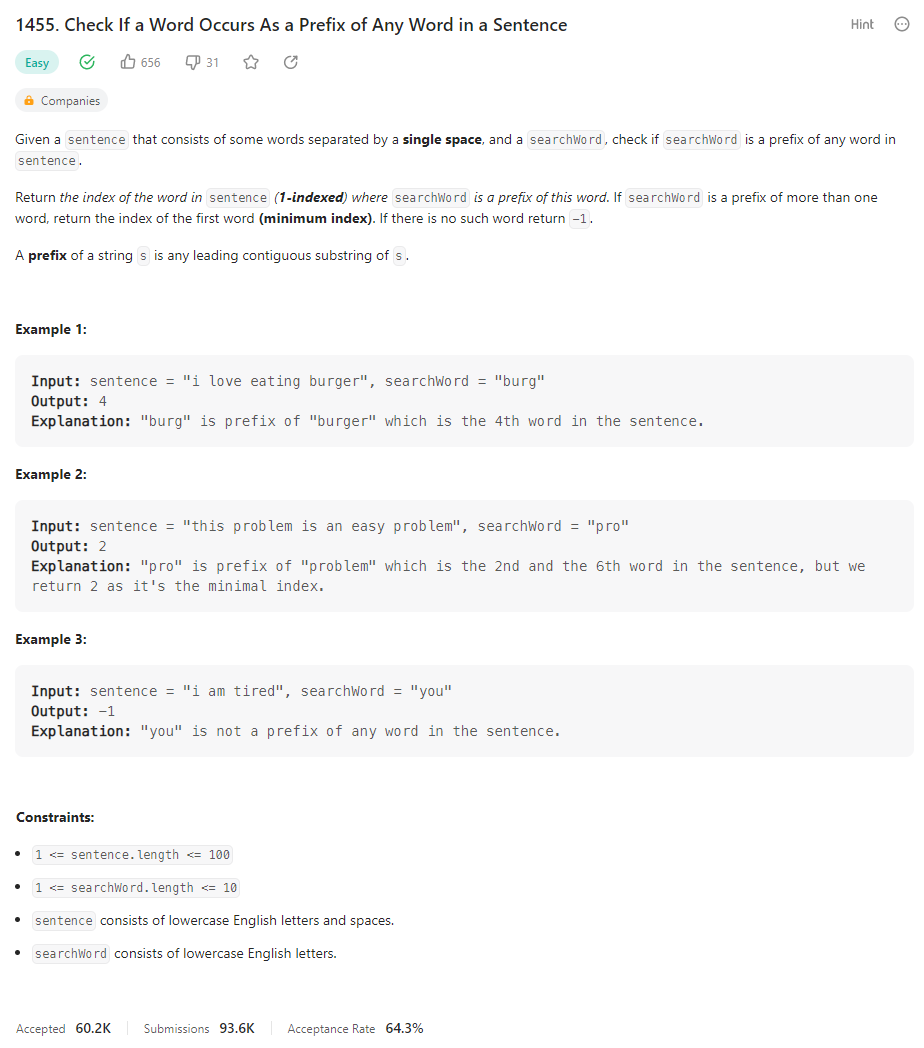 1455. Check If a Word Occurs As a Prefix of Any Word in a Sentence
Hint
Easy
656
31
Companies
Given a sentence that consists of some words separated by a single space, and a searchWord, check if searchWord is a prefix of any word in
sentence.
Return the index of the word in sentence (1-indexed) where searchWord is a prefix of this word. If searchWord is a prefix of more than one
word, return the index of the first word (minimum index). If there is no such word return -1.
A prefix of a string s is any leading contiguous substring of s.
Example 1:
Input: sentence = "i love eating burger", searchWord = "burg"
Output: 4
Explanation: "burg" is prefix of "burger" which is the 4th word in the sentence.
Example 2:
Input: sentence = "this problem is an easy problem", searchWord = "pro"
Output: 2
Explanation: "pro" is prefix of "problem" which is the 2nd and the 6th word in the sentence, but we
return 2 as it's the minimal index.
Example 3:
Input: sentence = "i am tired", searchWord = "you"
Output: -1
Explanation: "you" is not a prefix of any word in the sentence.
Constraints:
• 1 <= sentence.length <= 100
• 1 <= searchWord.length <= 10
• sentence consists of lowercase English letters and spaces.
• searchWord consists of lowercase English letters.
Accepted 60.2K Submissions 93.6K Acceptance Rate 64.3%